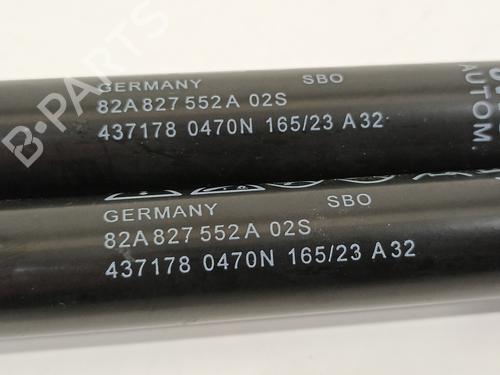 GERMANY SBO
82A 827 552 A 02S
437178 0470N 165/23 A32
AUTOM.
GERMANY SBO
82A 827 552 A 02S
437178 0470N 165/23 A32
B-PARTS